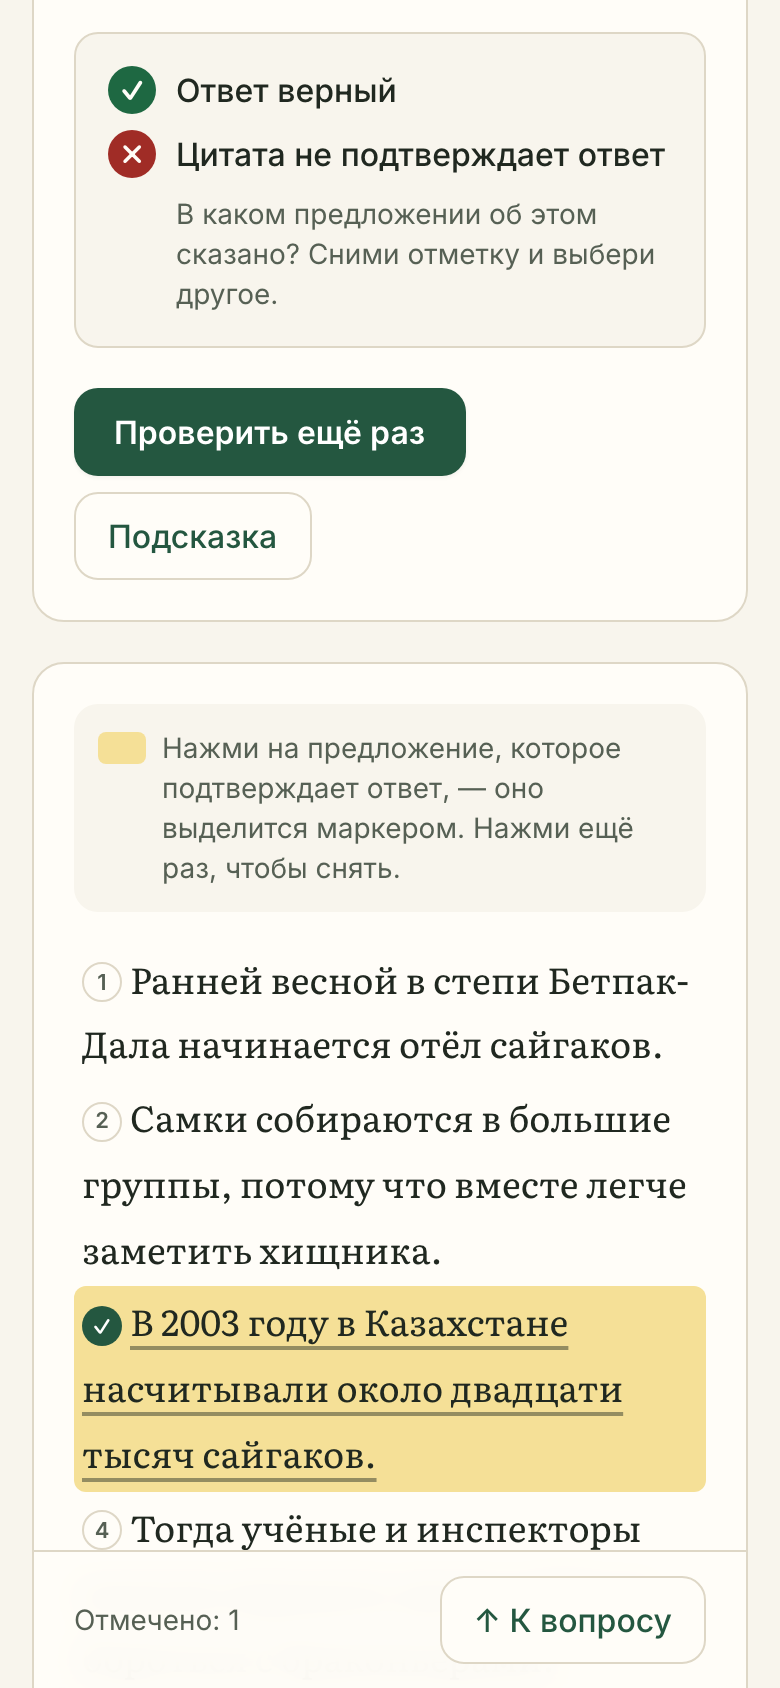 Ответ верный
Цитата не подтверждает ответ
В каком предложении об этом
сказано? Сними отметку и выбери
другое.
Проверить ещё раз
Подсказка
Нажми на предложение, которое
подтверждает ответ, — оно
выделится маркером. Нажми ещё
раз, чтобы снять.
1 Ранней весной в степи Бетпак-
Дала начинается отёл сайгаков.
2 Самки собираются в большие
группы, потому что вместе легче
заметить хищника.
В 2003 году в Казахстане
насчитывали около двадцати
тысяч сайгаков.
4 Тогда учёные и инспекторы
Отмечено: 1
↑ К вопросу